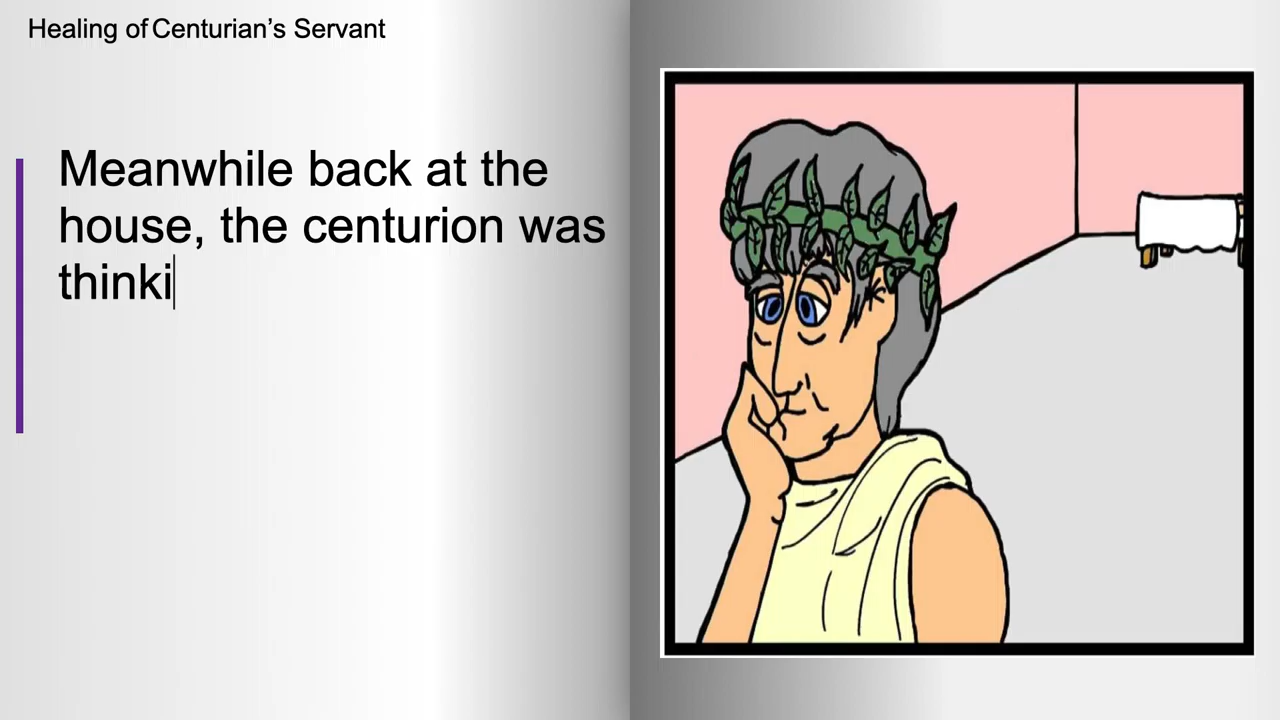 Healing of Centurian’s Servant
Meanwhile back at the
house, the centurion was
thinki